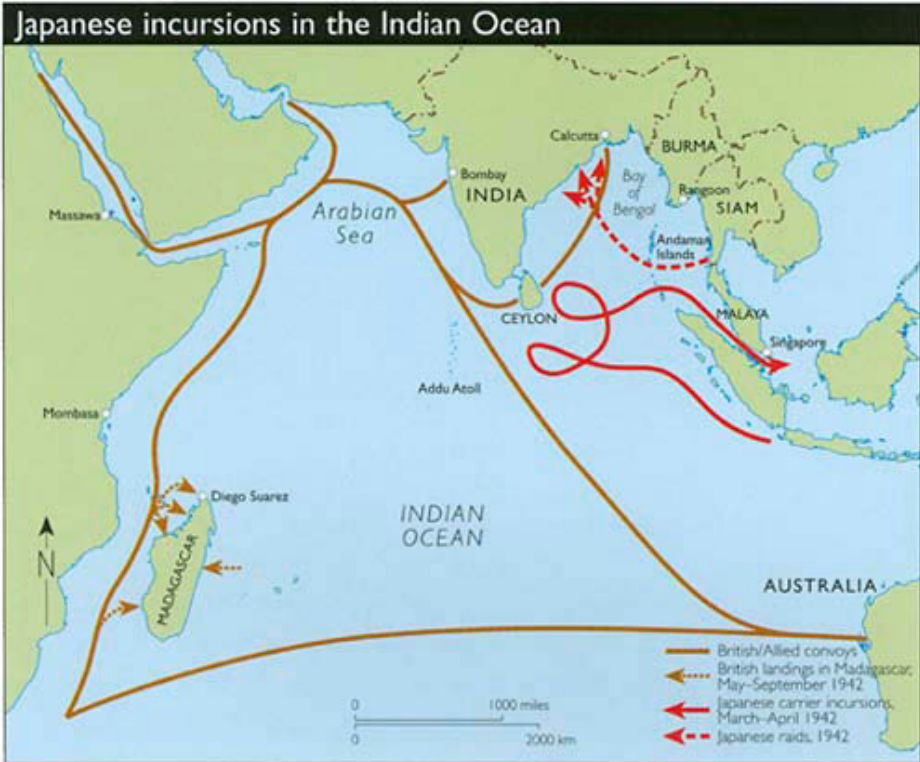 Japanese incursions in the Indian Ocean
Calcutta
BURMA
Bombay
INDIA
Bay
of
Bengal
Rangoon
SIAM
Massawa
Arabian
Sea
Andaman
Islands
CEYLON
MALAYA
Singapore
Addu Atoll
Mombasa
Diego Suarez
INDIAN
OCEAN
N
MADAGASCAR
AUSTRALIA
British/Allied convoys
British landings in Madagascar,
May–September 1942
Japanese carrier incursions,
March–April 1942
Japanese raids, 1942
0 1000 miles
0 2000 km